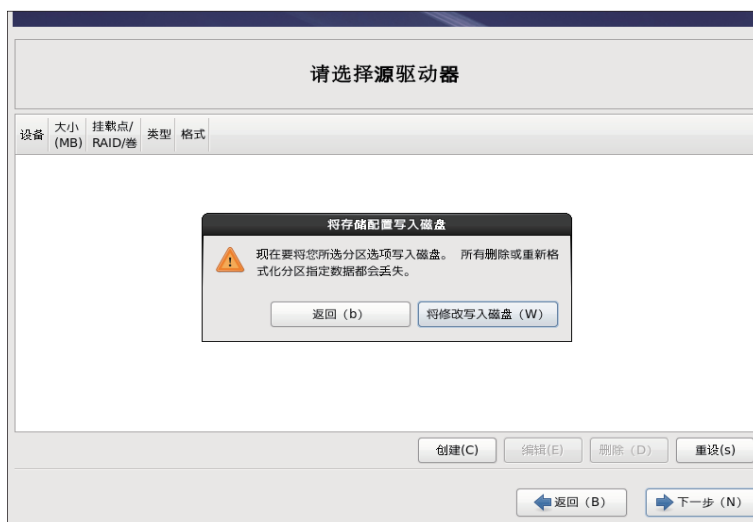 请选择源驱动器
设备 大小 挂载点/ 类型 格式
(MB) RAID/卷
将存储配置写入磁盘
现在要将您所选分区选项写入磁盘。 所有删除或重新格
式化分区指定数据都会丢失。
返回（b） 将修改写入磁盘（W）
创建(C) 编辑(E) 删除（D） 重设(s)
返回（B） 下一步（N）